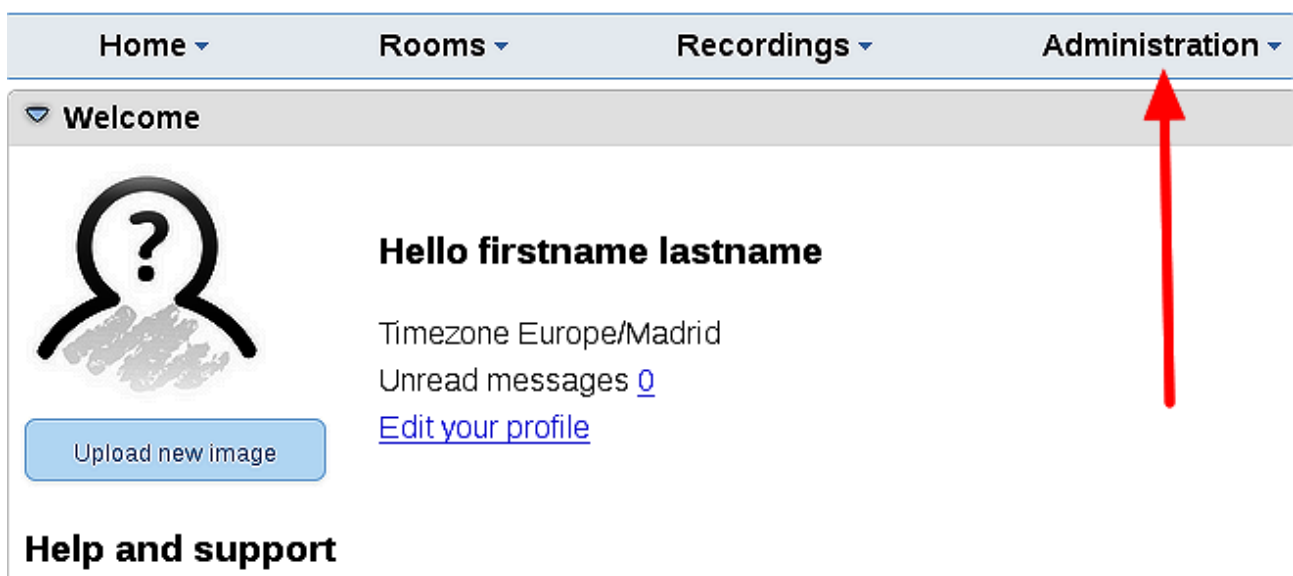 Home Rooms Recordings Administration
Welcome
?
Hello firstname lastname
Timezone Europe/Madrid
Unread messages 0
Edit your profile
Upload new image
Help and support